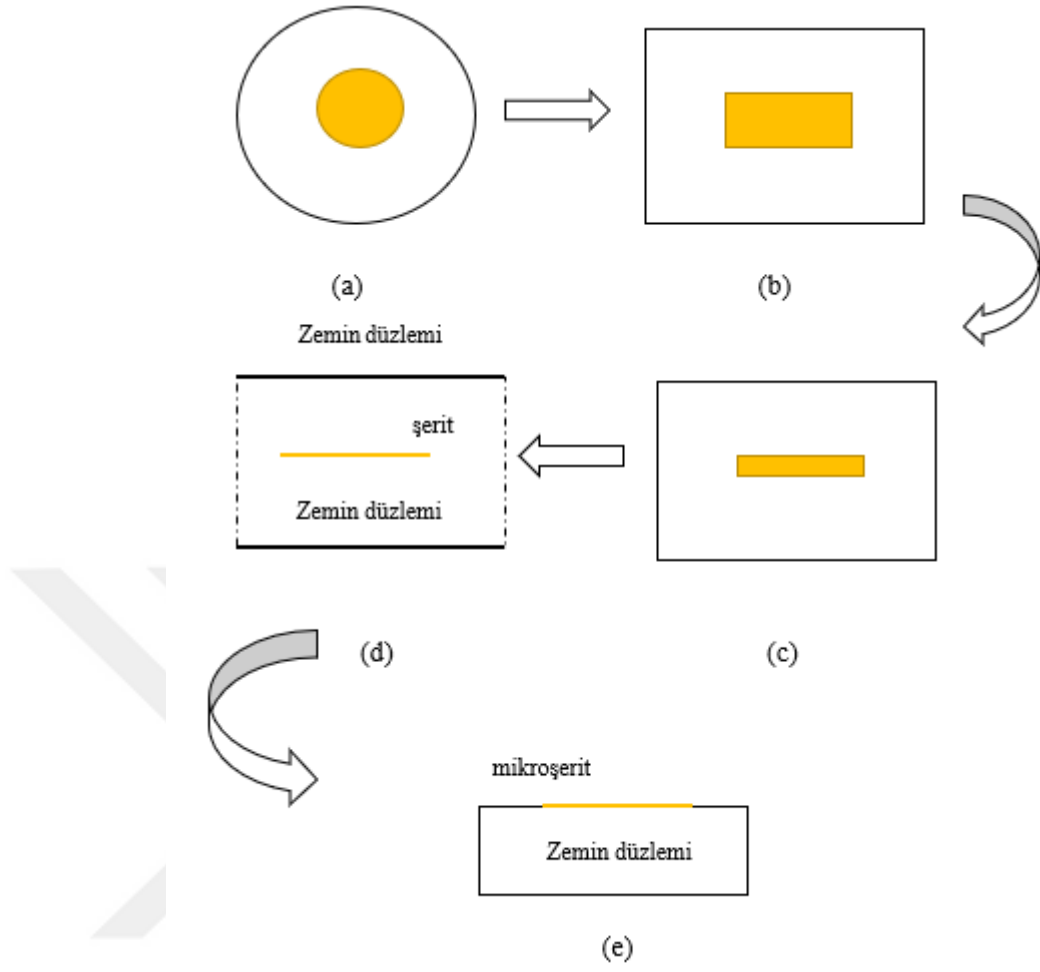 (a)
(b)
Zemin düzlemi
şerit
Zemin düzlemi
(d)
(c)
mikroşerit
Zemin düzlemi
(e)